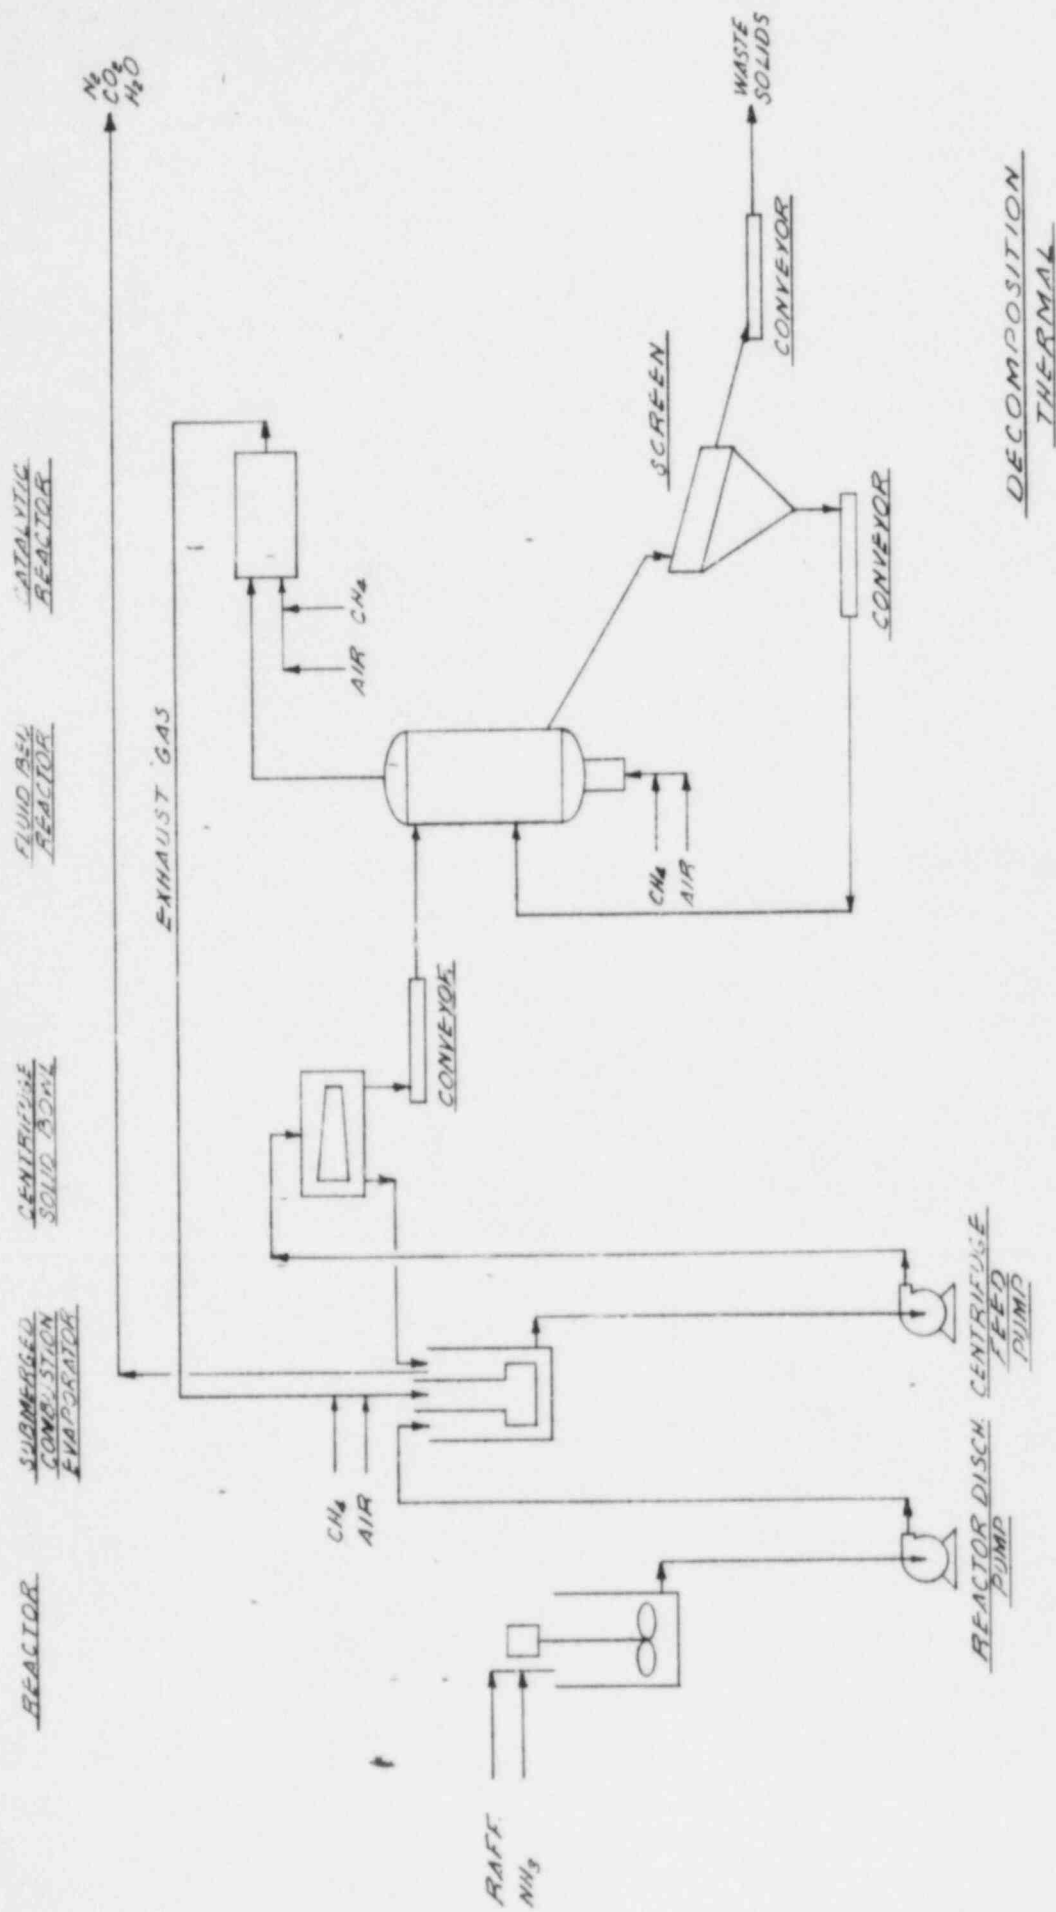 REACTOR
SUBMERGED
COMBUSTION
EVAPORATOR
CENTRIFUGE
SOLID BOWL
FLUID BED
REACTOR
CATALYTIC
REACTOR
N2
CO2
H2O
EXHAUST GAS
CH4
AIR
AIR CH4
RAFF.
NH3
CONVEYOR
CH4
AIR
SCREEN
CONVEYOR
WASTE
SOLIDS
CONVEYOR
REACTOR DISCH.
PUMP
CENTRIFUGE
FEED
PUMP
DECOMPOSITION
THERMAL